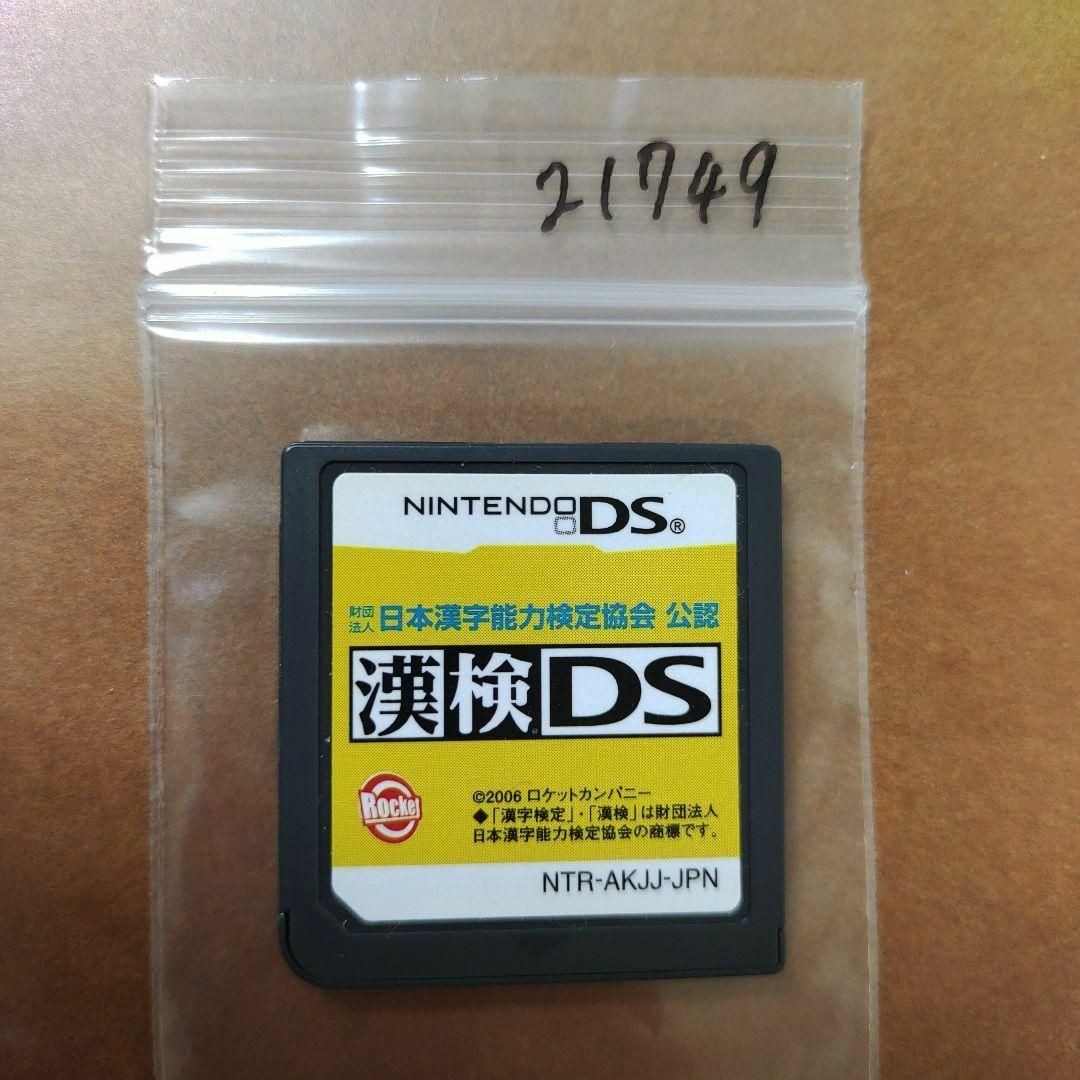 21749
NINTENDO DS®
財団法人 日本漢字能力検定協会 公認
漢検DS
Rocket
©2006 ロケットカンパニー
◆「漢字検定」・「漢検」は財団法人
日本漢字能力検定協会の商標です。
NTR-AKJJ-JPN